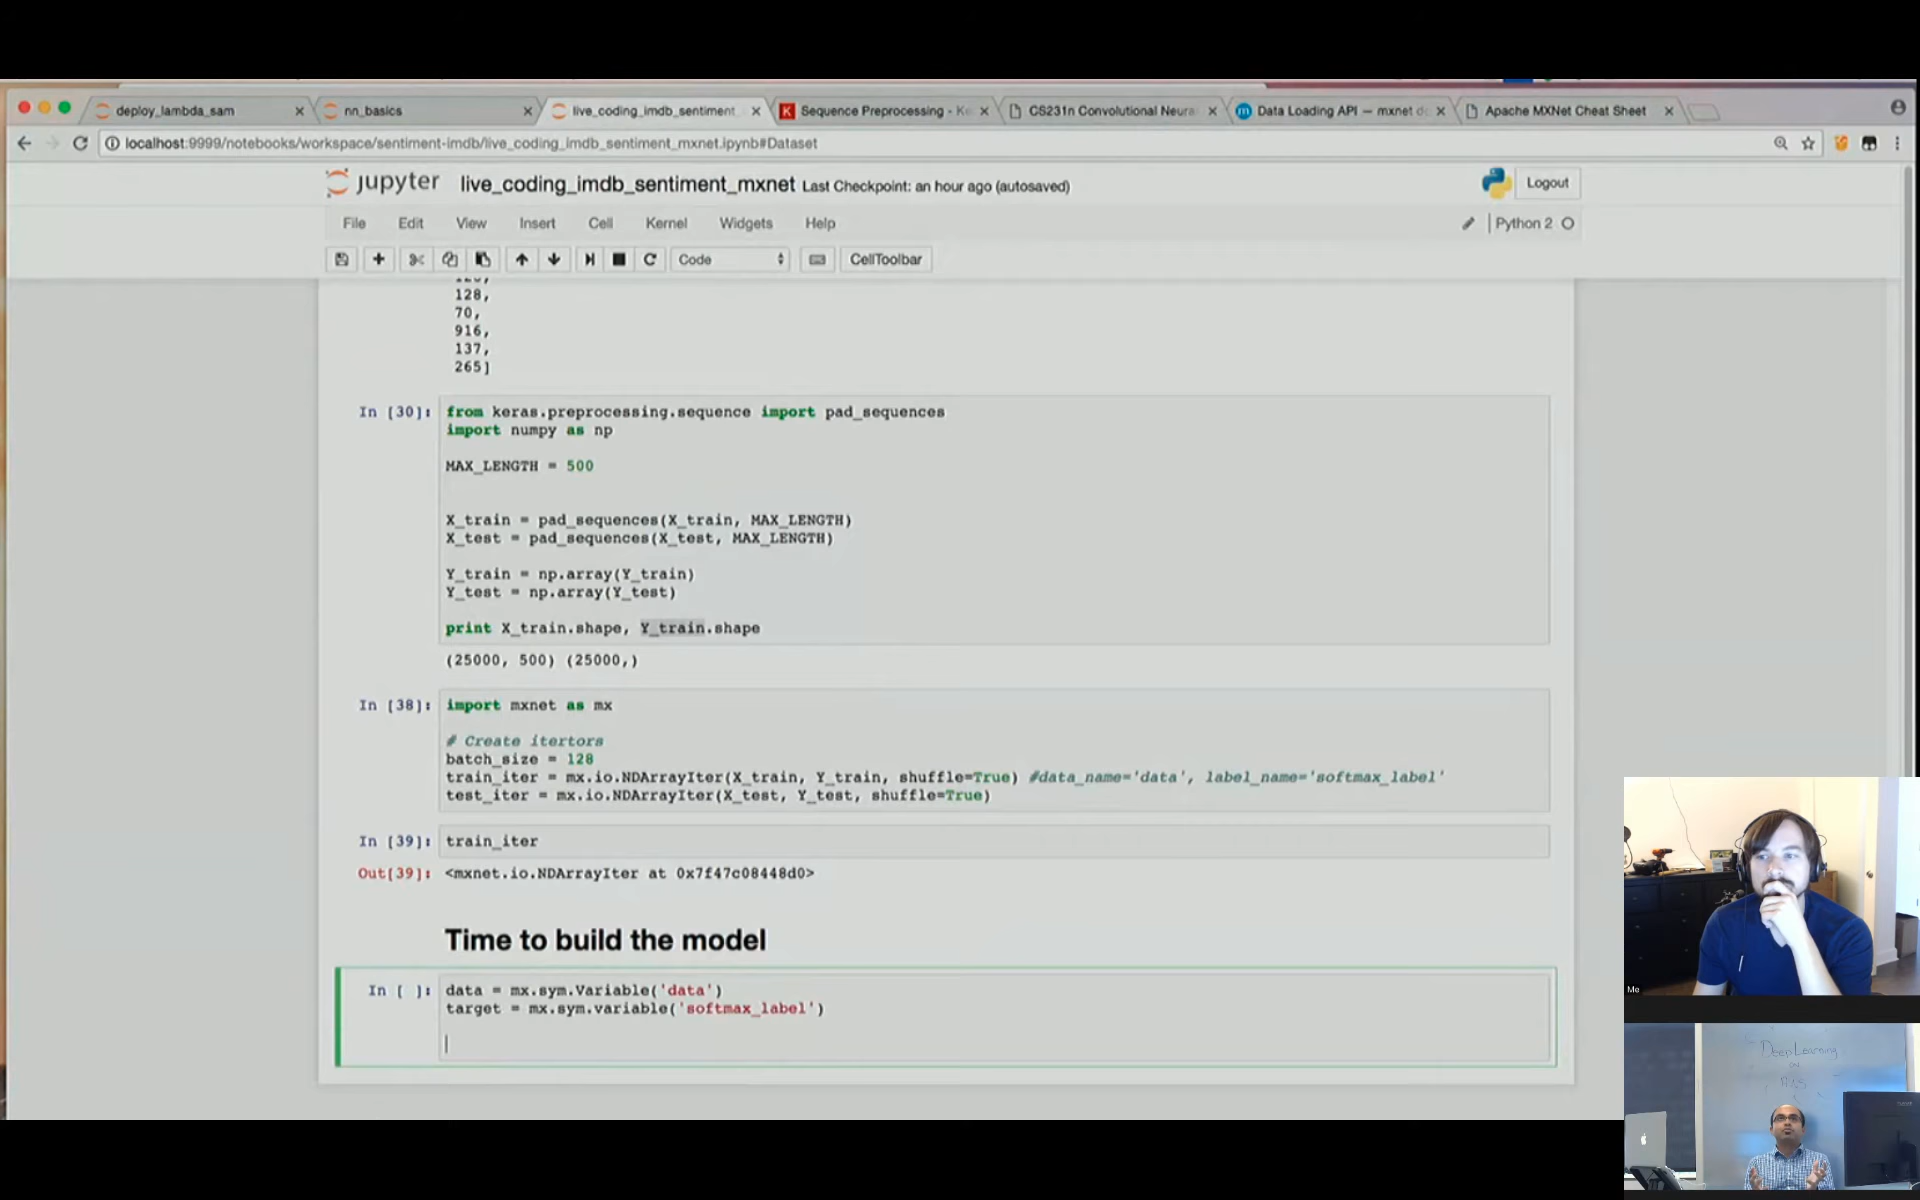 deploy_lambda_sam
nn_basics
live_coding_imdb_sentiment
Sequence Preprocessing - Ke
CS231n Convolutional Neura
Data Loading API — mxnet do
Apache MXNet Cheat Sheet
localhost:9999/notebooks/workspace/sentiment-imdb/live_coding_imdb_sentiment_mxnet.ipynb#Dataset
jupyter live_coding_imdb_sentiment_mxnet Last Checkpoint: an hour ago (autosaved)
Logout
File Edit View Insert Cell Kernel Widgets Help
Python 2
Code
CellToolbar
128,
70,
916,
137,
265]
In [30]: from keras.preprocessing.sequence import pad_sequences
import numpy as np
MAX_LENGTH = 500
X_train = pad_sequences(X_train, MAX_LENGTH)
X_test = pad_sequences(X_test, MAX_LENGTH)
Y_train = np.array(Y_train)
Y_test = np.array(Y_test)
print X_train.shape, Y_train.shape
(25000, 500) (25000,)
In [38]: import mxnet as mx
# Create itertors
batch_size = 128
train_iter = mx.io.NDArrayIter(X_train, Y_train, shuffle=True) #data_name='data', label_name='softmax_label'
test_iter = mx.io.NDArrayIter(X_test, Y_test, shuffle=True)
In [39]: train_iter
Out[39]: <mxnet.io.NDArrayIter at 0x7f47c08448d0>
Time to build the model
In [ ]: data = mx.sym.Variable('data')
target = mx.sym.variable('softmax_label')
Me
Deep Learning
on
AWS